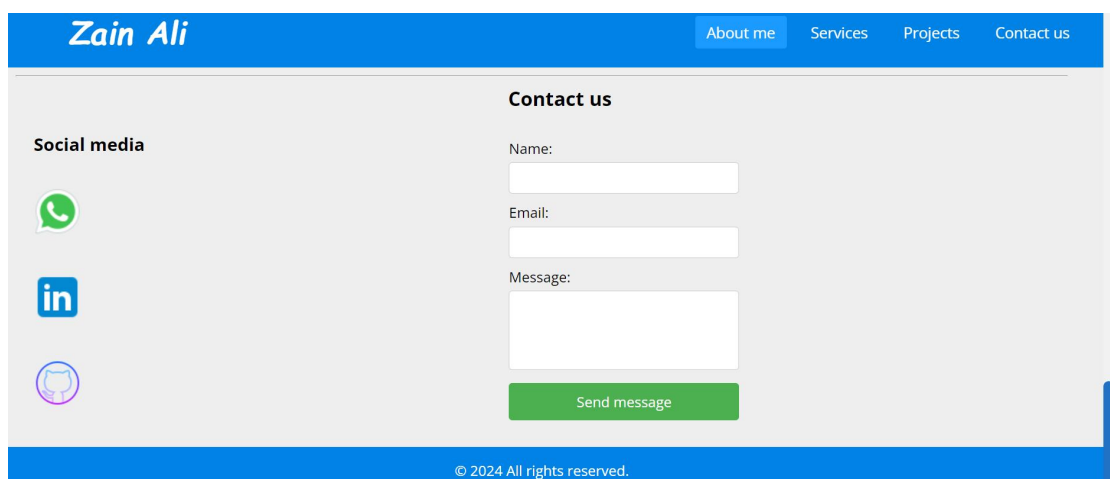 Zain Ali
About me Services Projects Contact us
Contact us
Social media
Name:
in
Email:
Message:
Send message
© 2024 All rights reserved.